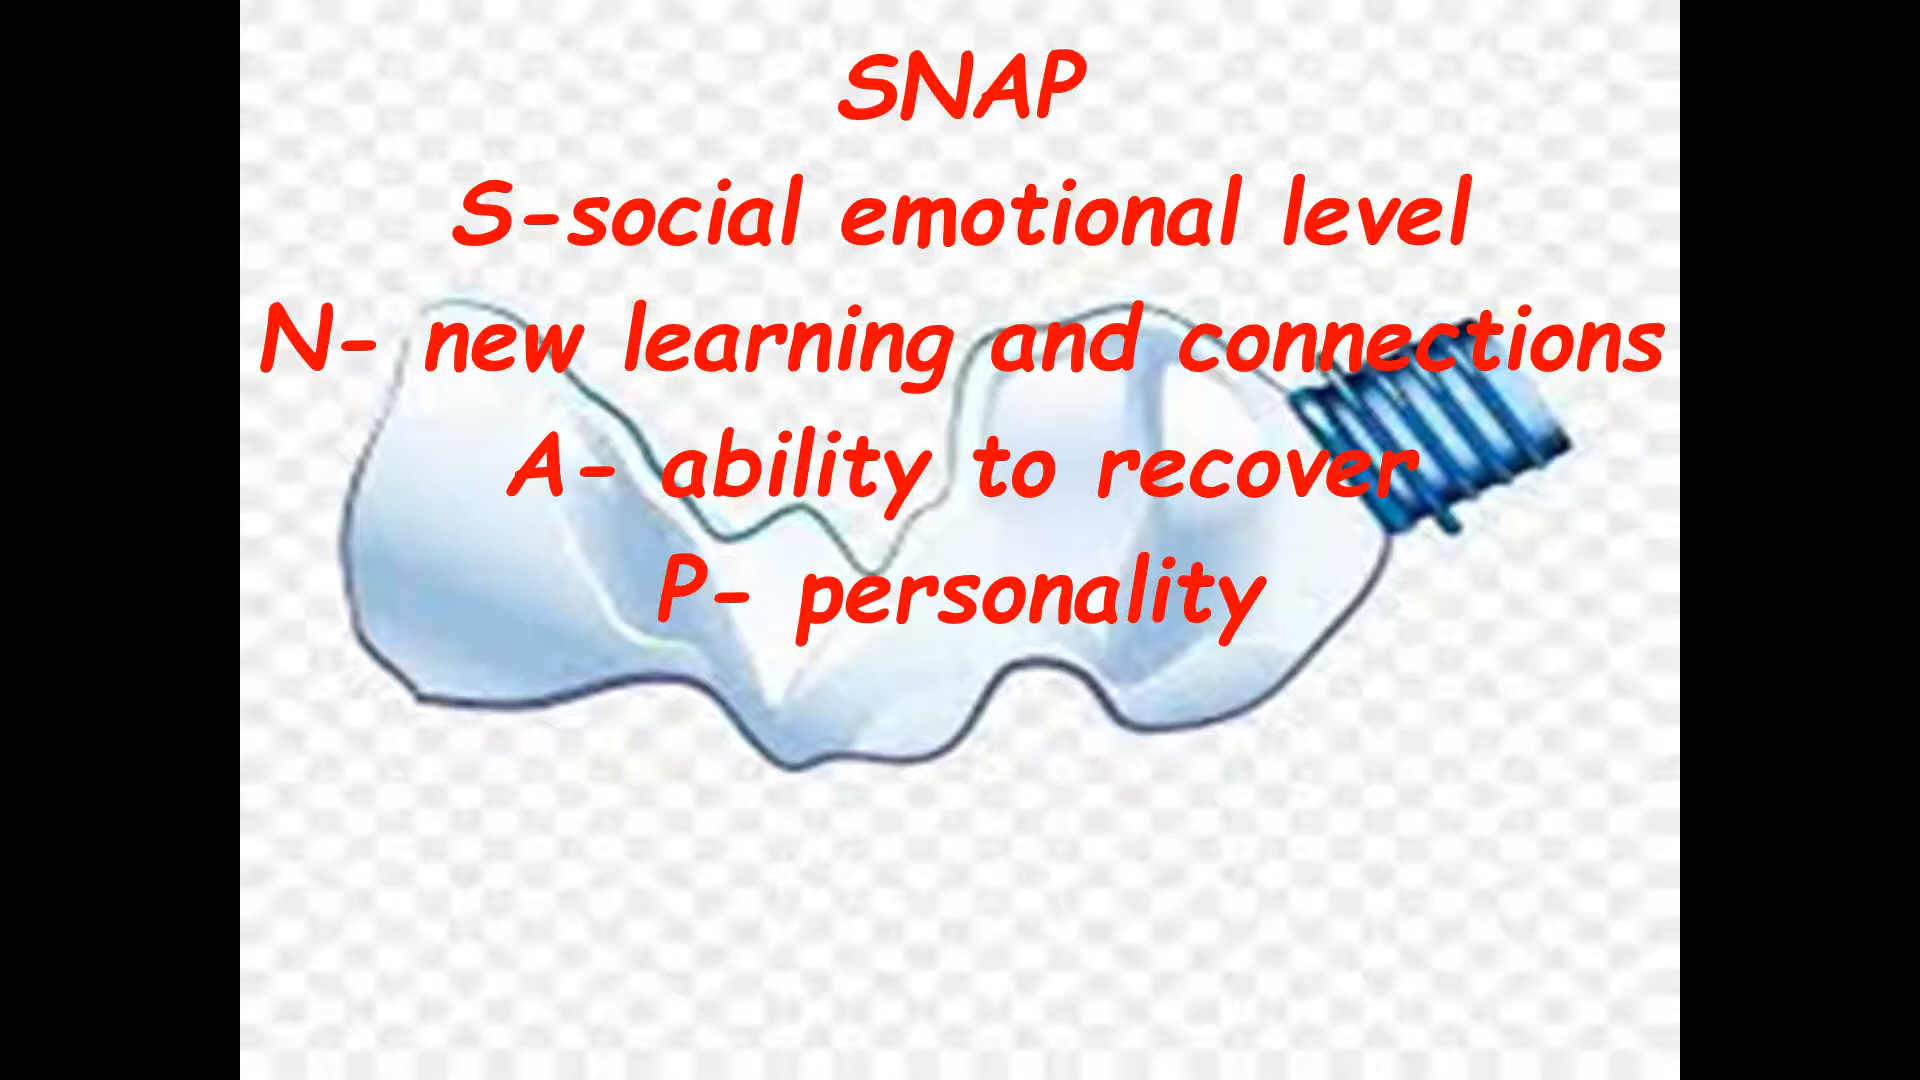 SNAP
S-social emotional level
N- new learning and connections
A- ability to recover
P- personality